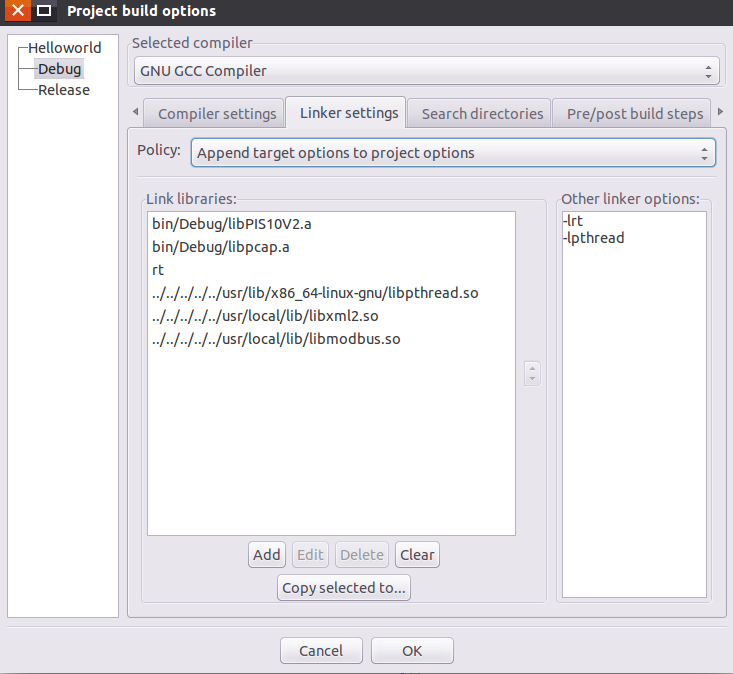 Project build options
Helloworld
Debug
Release
Selected compiler
GNU GCC Compiler
Compiler settings
Linker settings
Search directories
Pre/post build steps
Policy:
Append target options to project options
Link libraries:
bin/Debug/libPIS10V2.a
bin/Debug/libpcap.a
rt
../../../../../usr/lib/x86_64-linux-gnu/libpthread.so
../../../../../usr/local/lib/libxml2.so
../../../../../usr/local/lib/libmodbus.so
Other linker options:
-lrt
-lpthread
Add
Edit
Delete
Clear
Copy selected to...
Cancel
OK